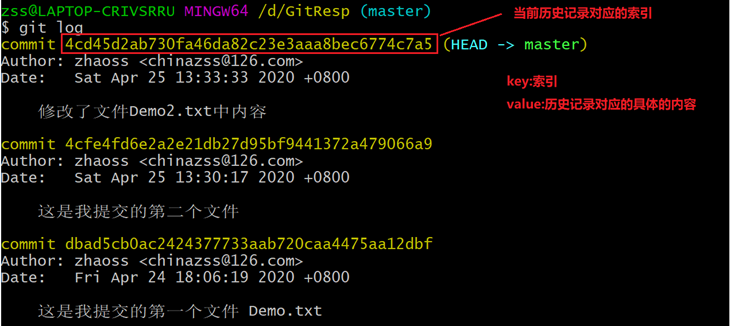 zss@LAPTOP-CRIVSRRU MINGW64 /d/GitResp (master)
当前历史记录对应的索引
$ git log
commit 4cd45d2ab730fa46da82c23e3aaa8bec6774c7a5 (HEAD -> master)
Author: zhaoss <chinazss@126.com>
Date:   Sat Apr 25 13:33:33 2020 +0800
key:索引
value:历史记录对应的具体的内容
修改了文件Demo2.txt中内容
commit 4cfe4fd6e2a2e21db27d95bf9441372a479066a9
Author: zhaoss <chinazss@126.com>
Date:   Sat Apr 25 13:30:17 2020 +0800
这是我提交的第二个文件
commit dbad5cb0ac2424377733aab720caa4475aa12dbf
Author: zhaoss <chinazss@126.com>
Date:   Fri Apr 24 18:06:19 2020 +0800
这是我提交的第一个文件 Demo.txt